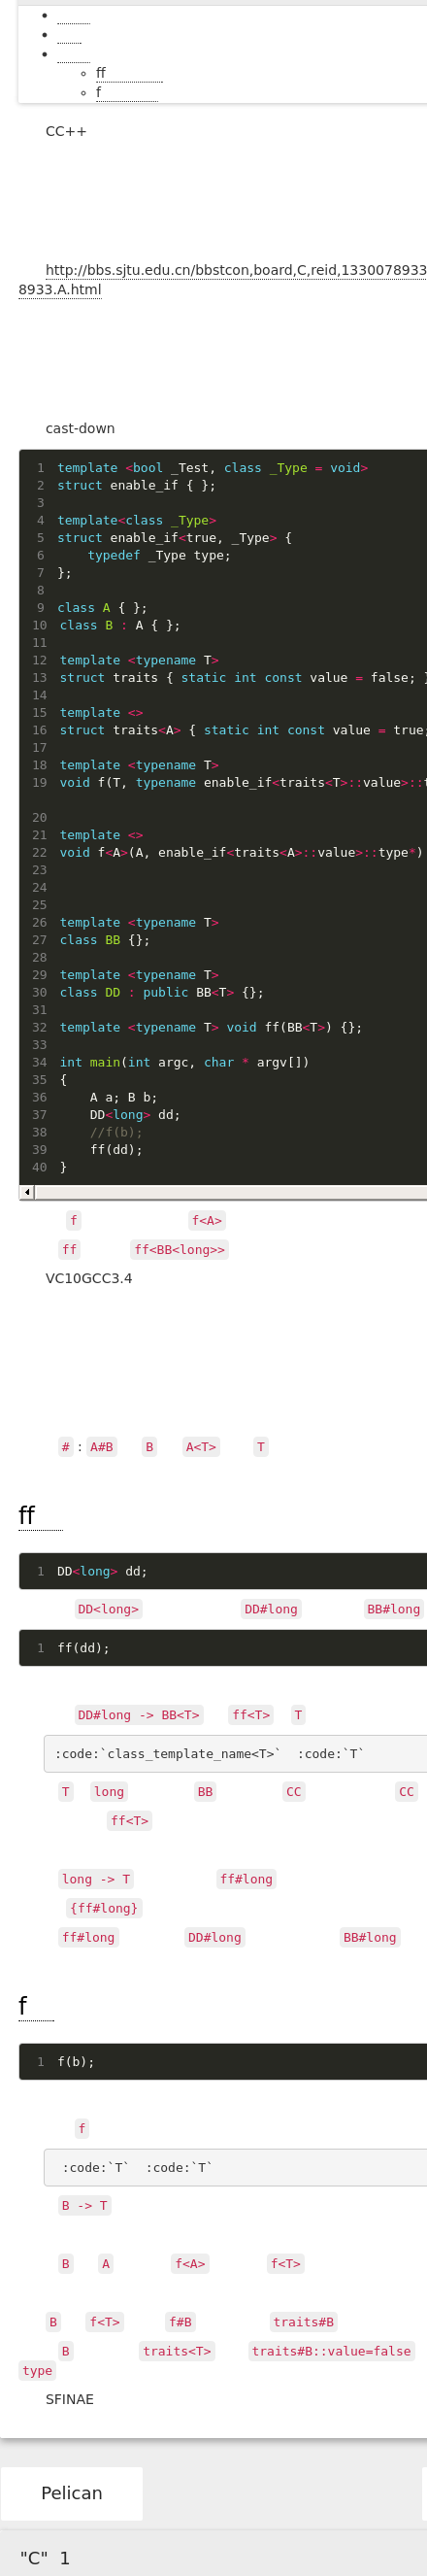 ff
f
CC++
http://bbs.sjtu.edu.cn/bbstcon,board,C,reid,1330078933
8933.A.html
cast-down
1 template <bool _Test, class _Type = void>
2 struct enable_if { };
3
4 template<class _Type>
5 struct enable_if<true, _Type> {
6     typedef _Type type;
7 };
8
9 class A { };
10 class B : A { };
11
12 template <typename T>
13 struct traits { static int const value = false; }
14
15 template <>
16 struct traits<A> { static int const value = true;
17
18 template <typename T>
19 void f(T, typename enable_if<traits<T>::value>::t
20
21 template <>
22 void f<A>(A, enable_if<traits<A>::value>::type*)
23
24
25
26 template <typename T>
27 class BB {};
28
29 template <typename T>
30 class DD : public BB<T> {};
31
32 template <typename T> void ff(BB<T>) {};
33
34 int main(int argc, char * argv[])
35 {
36     A a; B b;
37     DD<long> dd;
38     //f(b);
39     ff(dd);
40 }
f f<A>
ff ff<BB<long>>
VC10GCC3.4
# : A#B B A<T> T
ff
1 DD<long> dd;
DD<long> DD#long BB#long
1 ff(dd);
DD#long -> BB<T> ff<T> T
:code:`class_template_name<T>`  :code:`T`
T long BB CC CC
ff<T>
long -> T ff#long
{ff#long}
ff#long DD#long BB#long
f
1 f(b);
f
:code:`T`  :code:`T`
B -> T
B A f<A> f<T>
B f<T> f#B traits#B
B traits<T> traits#B::value=false
type
SFINAE
Pelican
"C" 1